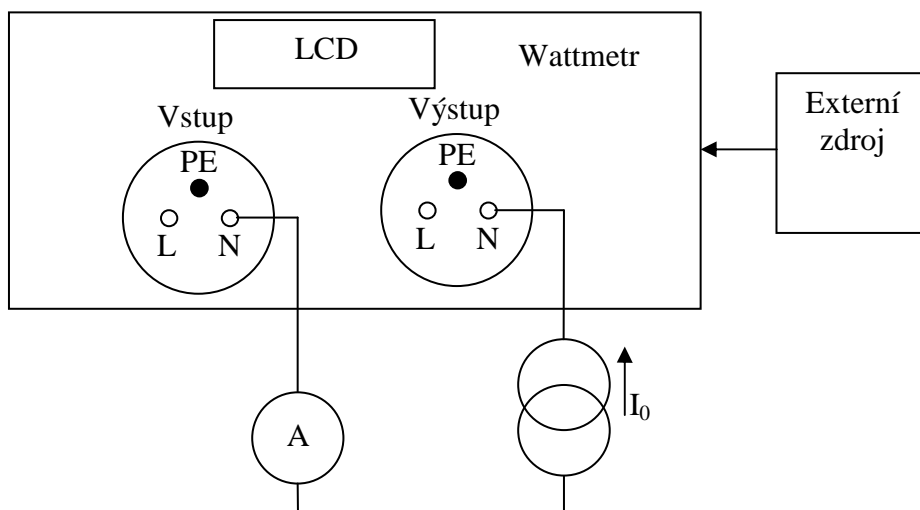 LCD
Wattmetr
Externí
zdroj
Vstup
Výstup
PE
PE
L
N
L
N
I₀
A